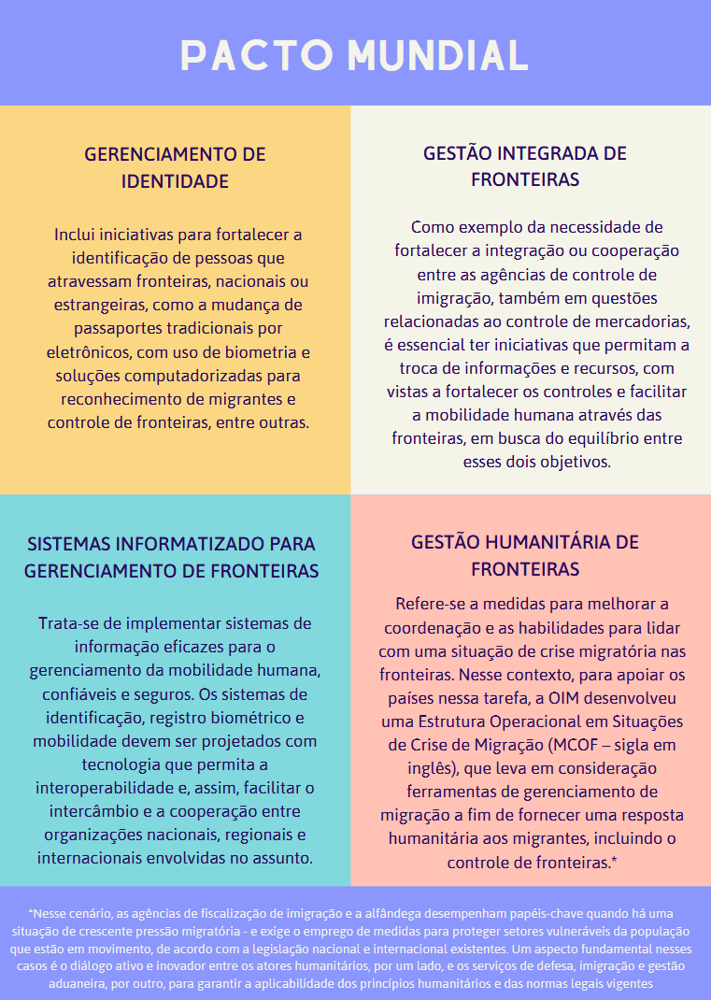 PACTO MUNDIAL
GERENCIAMENTO DE
IDENTIDADE
Inclui iniciativas para fortalecer a
identificação de pessoas que
atravessam fronteiras, nacionais ou
estrangeiras, como a mudança de
passaportes tradicionais por
eletrônicos, com uso de biometria e
soluções computadorizadas para
reconhecimento de migrantes e
controle de fronteiras, entre outras.
GESTÃO INTEGRADA DE
FRONTEIRAS
Como exemplo da necessidade de
fortalecer a integração ou cooperação
entre as agências de controle de
imigração, também em questões
relacionadas ao controle de mercadorias,
é essencial ter iniciativas que permitam a
troca de informações e recursos, com
vistas a fortalecer os controles e facilitar
a mobilidade humana através das
fronteiras, em busca do equilíbrio entre
esses dois objetivos.
SISTEMAS INFORMATIZADO PARA
GERENCIAMENTO DE FRONTEIRAS
Trata-se de implementar sistemas de
informação eficazes para o
gerenciamento da mobilidade humana,
confiáveis e seguros. Os sistemas de
identificação, registro biométrico e
mobilidade devem ser projetados com
tecnologia que permita a
interoperabilidade e, assim, facilitar o
intercâmbio e a cooperação entre
organizações nacionais, regionais e
internacionais envolvidas no assunto.
GESTÃO HUMANITÁRIA DE
FRONTEIRAS
Refere-se a medidas para melhorar a
coordenação e as habilidades para lidar
com uma situação de crise migratória nas
fronteiras. Nesse contexto, para apoiar os
países nessa tarefa, a OIM desenvolveu
uma Estrutura Operacional em Situações
de Crise de Migração (MCOF – sigla em
inglês), que leva em consideração
ferramentas de gerenciamento de
migração a fim de fornecer uma resposta
humanitária aos migrantes, incluindo o
controle de fronteiras.*
*Nesse cenário, as agências de fiscalização de imigração e a alfândega desempenham papéis-chave quando há uma
situação de crescente pressão migratória - e exige o emprego de medidas para proteger setores vulneráveis da população
que estão em movimento, de acordo com a legislação nacional e internacional existentes. Um aspecto fundamental nesses
casos é o diálogo ativo e inovador entre os atores humanitários, por um lado, e os serviços de defesa, imigração e gestão
aduaneira, por outro, para garantir a aplicabilidade dos princípios humanitários e das normas legais vigentes